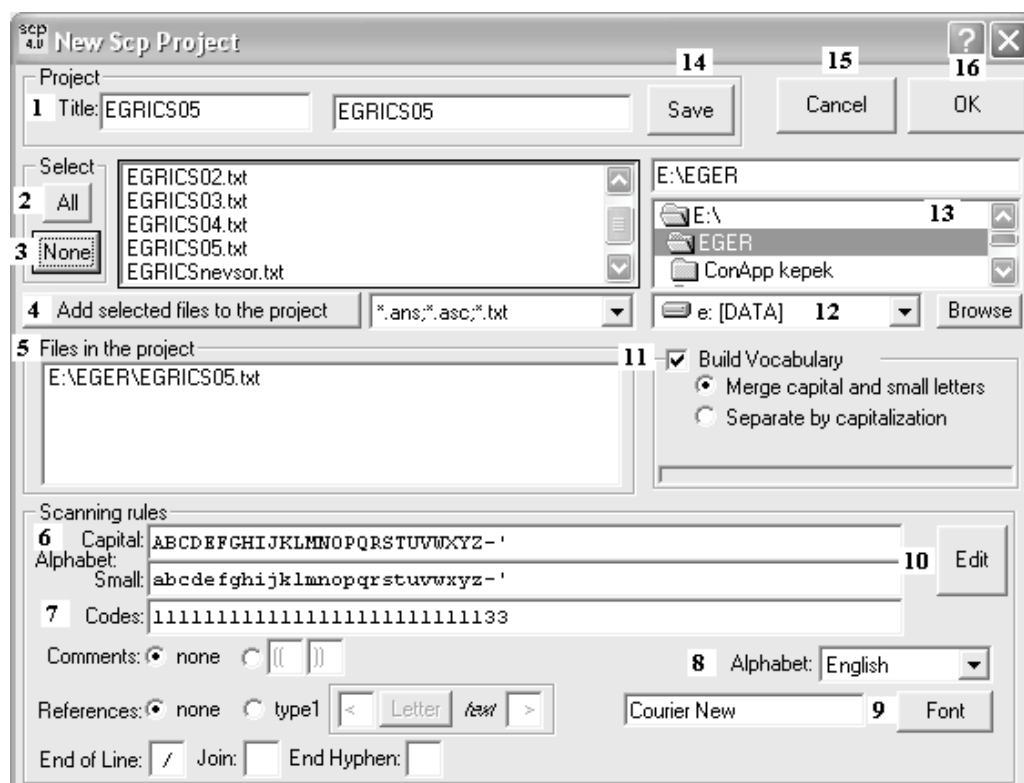 scp 4.0 New Scp Project ? X
Project
14 15 16
1 Title: EGRICS05 EGRICS05 Save Cancel OK
Select
2 All
3 None
EGRICS02.txt
EGRICS03.txt
EGRICS04.txt
EGRICS05.txt
EGRICSnevsor.txt
E:\EGER
E:\ 13
EGER
ConApp kepek
4 Add selected files to the project *.ans;*.asc;*.txt e: [DATA] 12 Browse
5 Files in the project
E:\EGER\EGRICS05.txt
11 Build Vocabulary
Merge capital and small letters
Separate by capitalization
Scanning rules
6 Capital: ABCDEFGHIJKLMNOPQRSTUVWXYZ-'
Alphabet:
Small: abcdefghijklmnopqrstuvwxyz-'
10 Edit
7 Codes: 1111111111111111111111111133
Comments: none (( ))
8 Alphabet: English
References: none type1 < Letter text >
Courier New 9 Font
End of Line: / Join: End Hyphen: